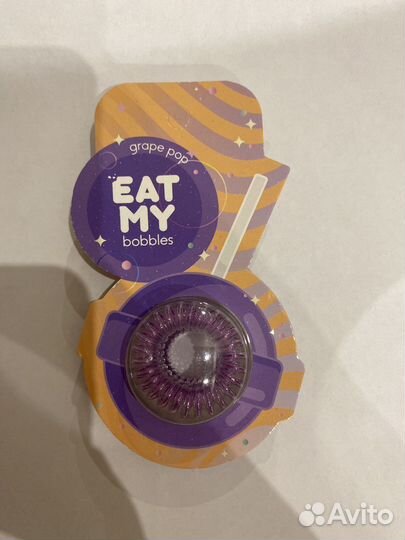 grape pop
EAT
MY
bobbles
Avito